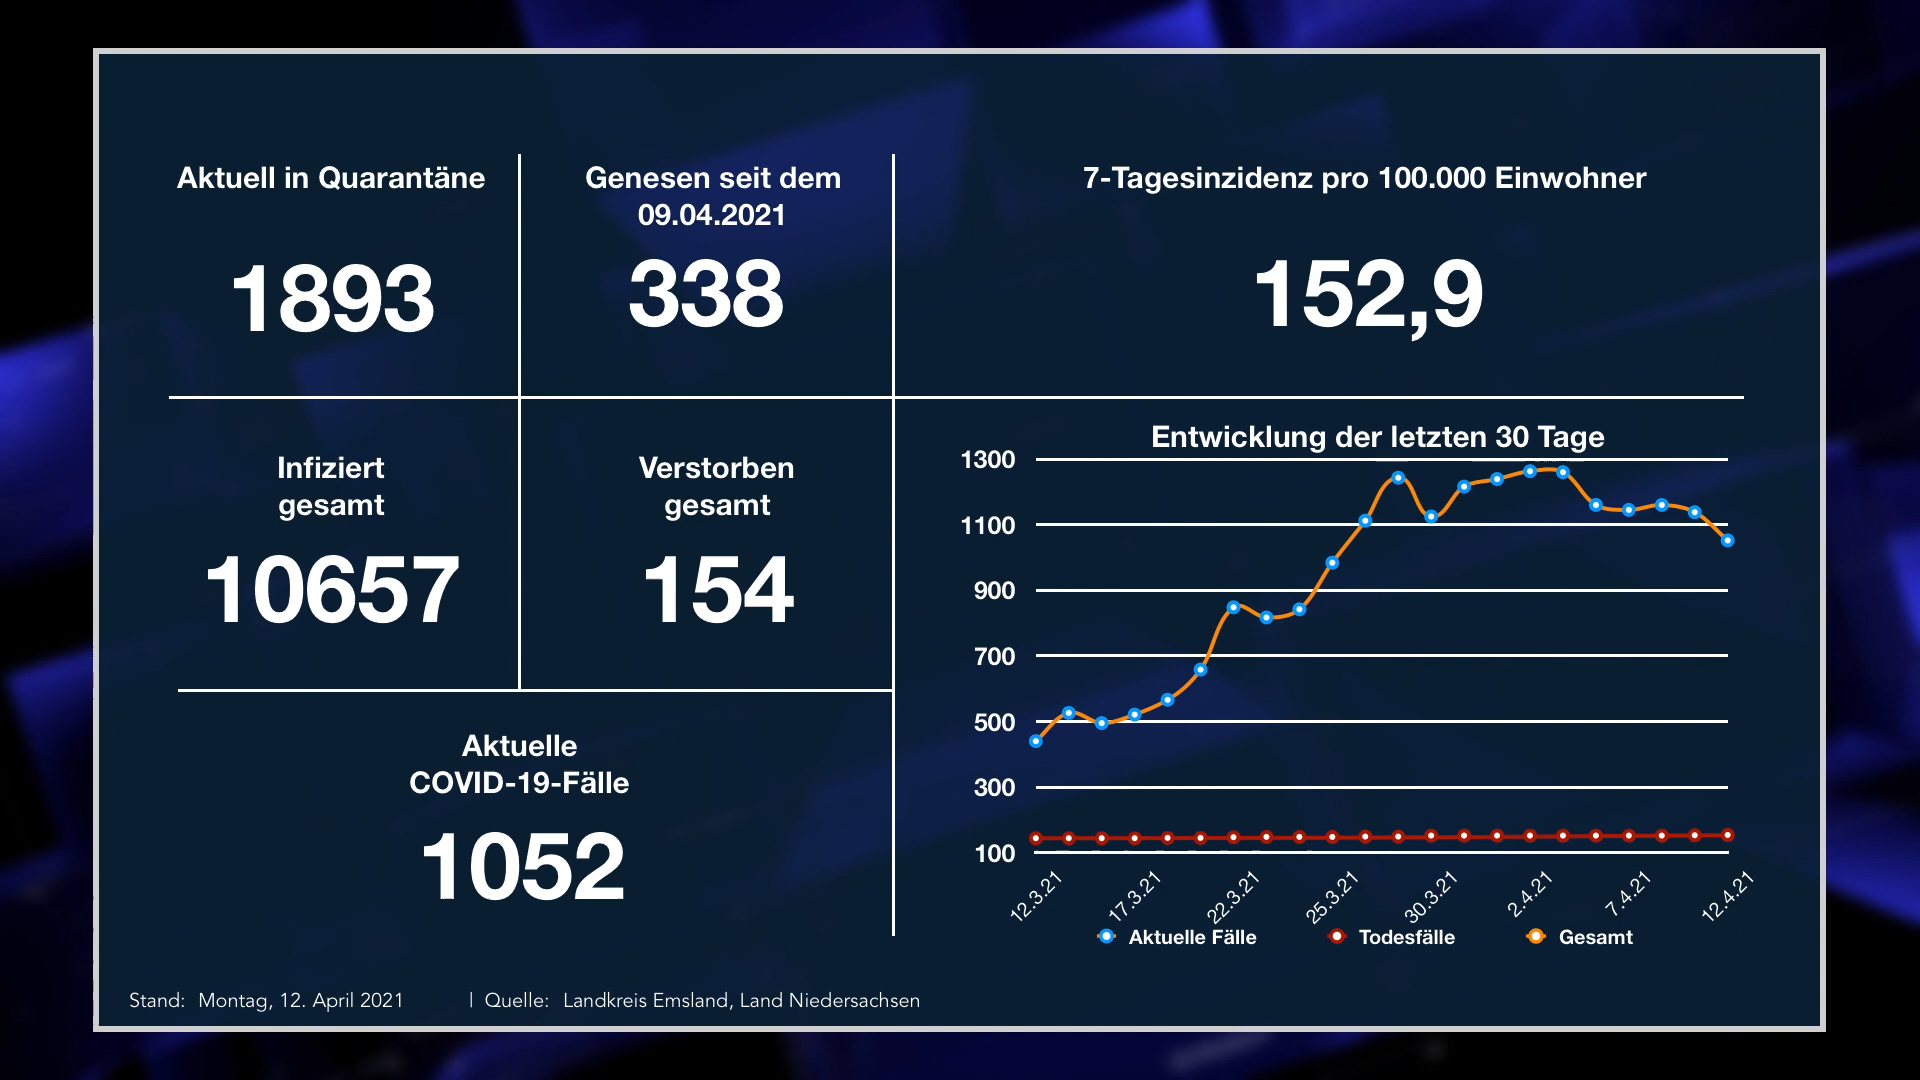 Aktuell in Quarantäne
1893
Genesen seit dem
09.04.2021
338
7-Tagesinzidenz pro 100.000 Einwohner
152,9
Infiziert
gesamt
10657
Verstorben
gesamt
154
Aktuelle
COVID-19-Fälle
1052
Entwicklung der letzten 30 Tage
1300
1100
900
700
500
300
100
12.3.21
17.3.21
22.3.21
25.3.21
30.3.21
2.4.21
7.4.21
12.4.21
Aktuelle Fälle
Todesfälle
Gesamt
Stand: Montag, 12. April 2021 | Quelle: Landkreis Emsland, Land Niedersachsen